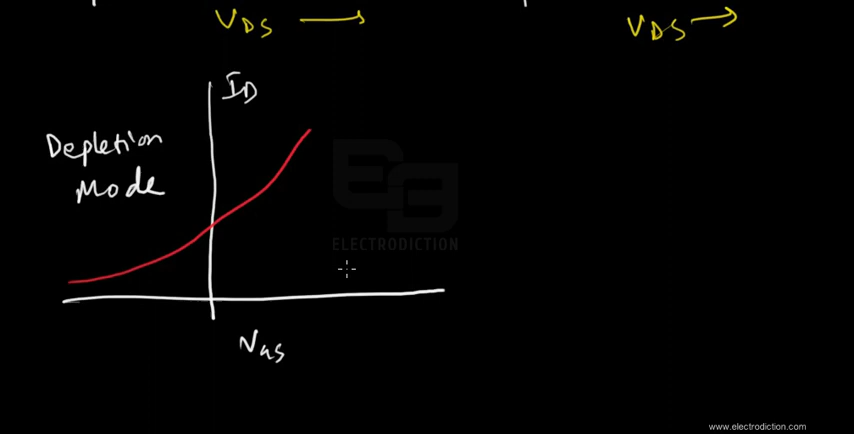 VDS →
VDS →
ID
Depletion
Mode
ELECTRODICTION
VGS
www.electrodiction.com